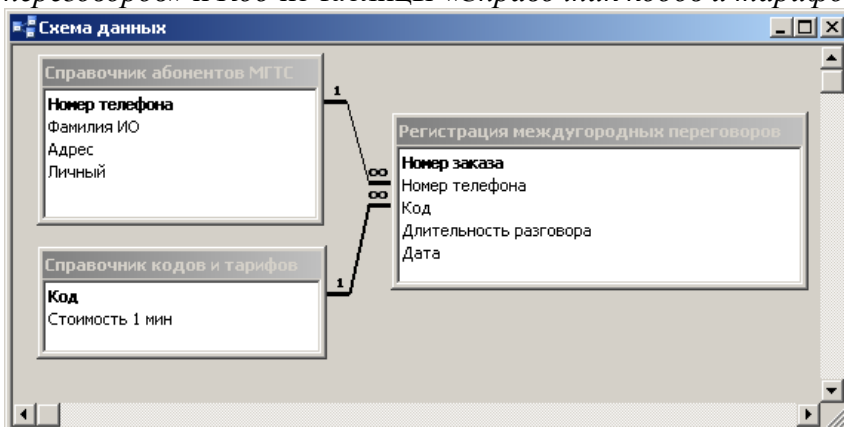 переговоров» и Код из таблицы «Справочник кодов и тарифо
Схема данных
Справочник абонентов МГТС
Номер телефона
Фамилия ИО
Адрес
Личный
1
Регистрация междугородных переговоров
Номер заказа
Номер телефона
Код
Длительность разговора
Дата
∞
∞
Справочник кодов и тарифов
Код
Стоимость 1 мин
1